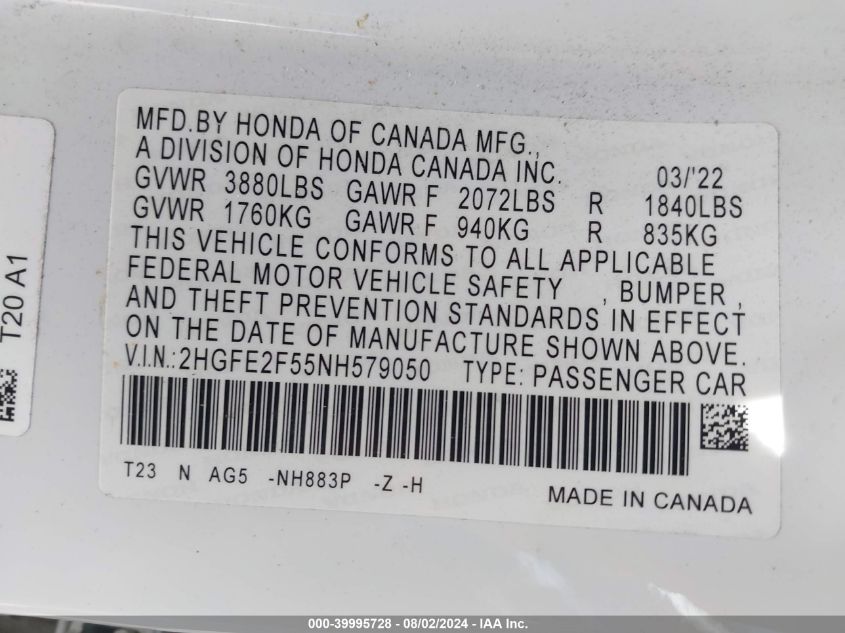 MFD.BY HONDA OF CANADA MFG.,
A DIVISION OF HONDA CANADA INC. 03/'22
GVWR 3880LBS GAWR F 2072LBS R 1840LBS
GVWR 1760KG GAWR F 940KG R 835KG
THIS VEHICLE CONFORMS TO ALL APPLICABLE
FEDERAL MOTOR VEHICLE SAFETY , BUMPER ,
AND THEFT PREVENTION STANDARDS IN EFFECT
ON THE DATE OF MANUFACTURE SHOWN ABOVE.
V.I.N.:2HGFE2F55NH579050 TYPE: PASSENGER CAR
T23 N AG5 -NH883P -Z -H
MADE IN CANADA
T20 A1
000-39995728 - 08/02/2024 - IAA Inc.